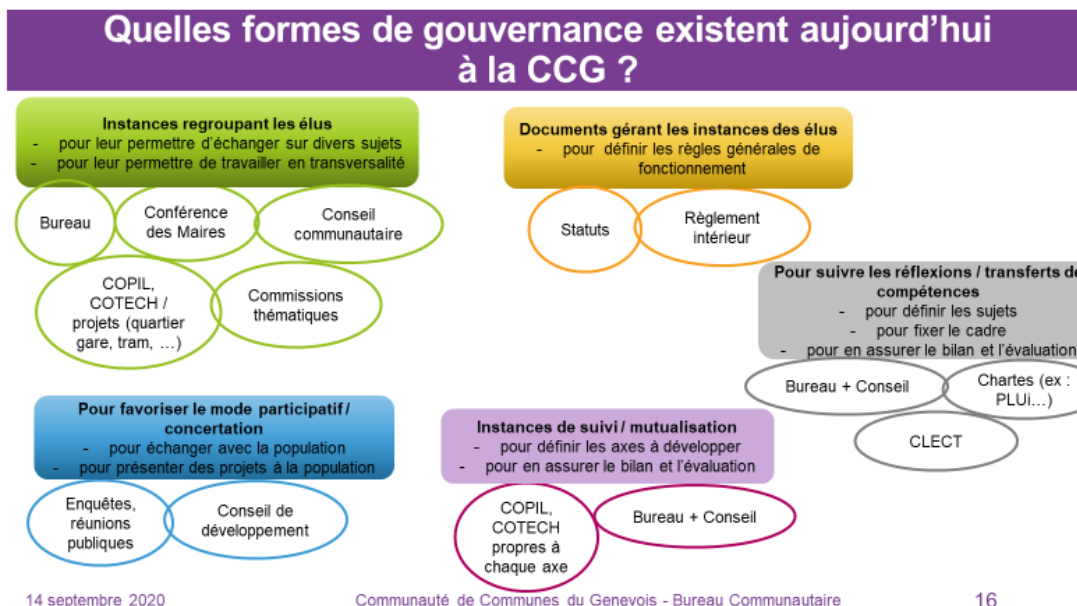 Quelles formes de gouvernance existent aujourd'hui
à la CCG ?
Instances regroupant les élus
- pour leur permettre d'échanger sur divers sujets
- pour leur permettre de travailler en transversalité
Bureau
Conférence
des Maires
Conseil
communautaire
COPIL,
COTECH /
projets (quartier
gare, tram, …)
Commissions
thématiques
Documents gérant les instances des élus
- pour définir les règles générales de
fonctionnement
Statuts
Règlement
intérieur
Pour suivre les réflexions / transferts de
compétences
- pour définir les sujets
- pour fixer le cadre
- pour en assurer le bilan et l'évaluation
Bureau + Conseil
Chartes (ex :
PLUi…)
CLECT
Pour favoriser le mode participatif /
concertation
- pour échanger avec la population
- pour présenter des projets à la population
Enquêtes,
réunions
publiques
Conseil de
développement
Instances de suivi / mutualisation
- pour définir les axes à développer
- pour en assurer le bilan et l'évaluation
COPIL,
COTECH
propres à
chaque axe
Bureau + Conseil
14 septembre 2020
Communauté de Communes du Genevois - Bureau Communautaire
16